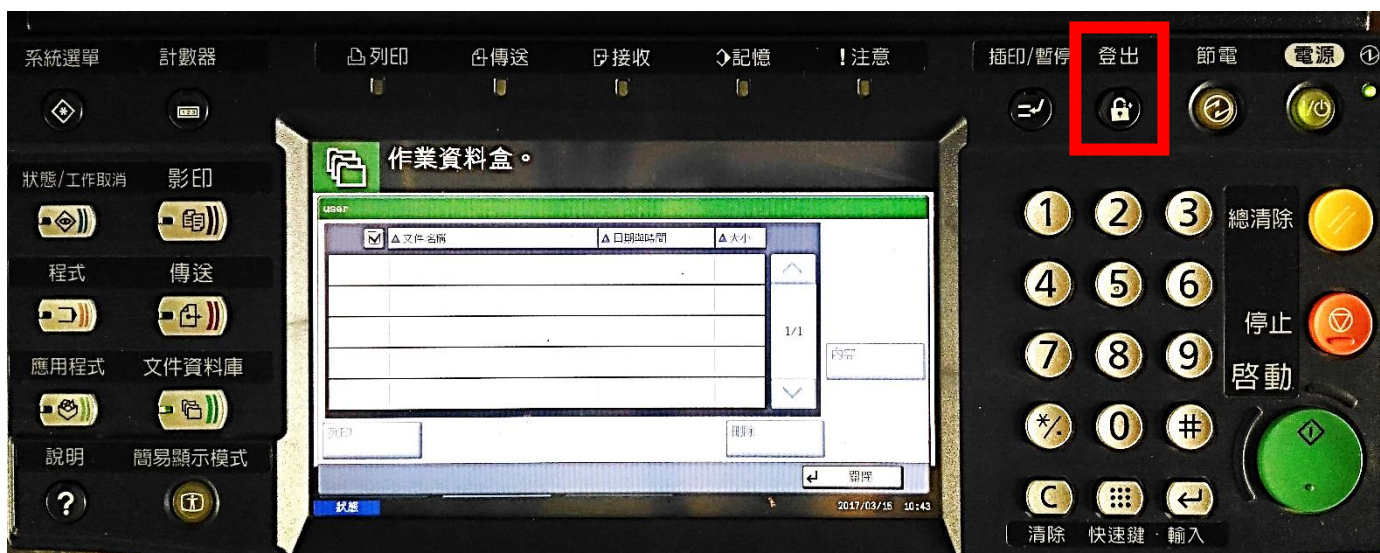 系統選單 計數器 列印 傳送 接收 記憶 !注意 插印/暫停 登出 節電 電源
作業資料盒。
狀態/工作取消 影印
user
文件名稱 日期與時間 大小
1 2 3 總清除
程式 傳送
4 5 6
1/1
停止
內容
應用程式 文件資料庫
7 8 9
啓動
列印 刪除
*/. 0 #
說明 簡易顯示模式
關閉
?
C
狀態 2017/03/15 10:43
清除 快速鍵 輸入